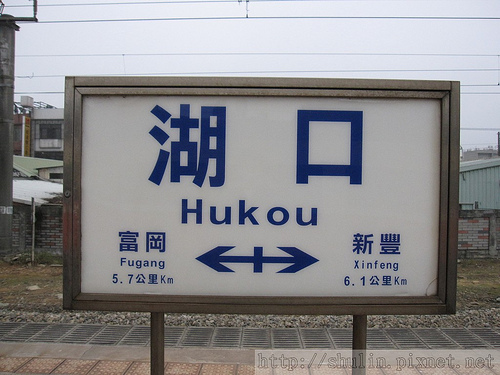 湖口
Hukou
富岡 新豐
Fugang Xinfeng
5.7公里Km 6.1公里Km
http://shulin.pixnet.net